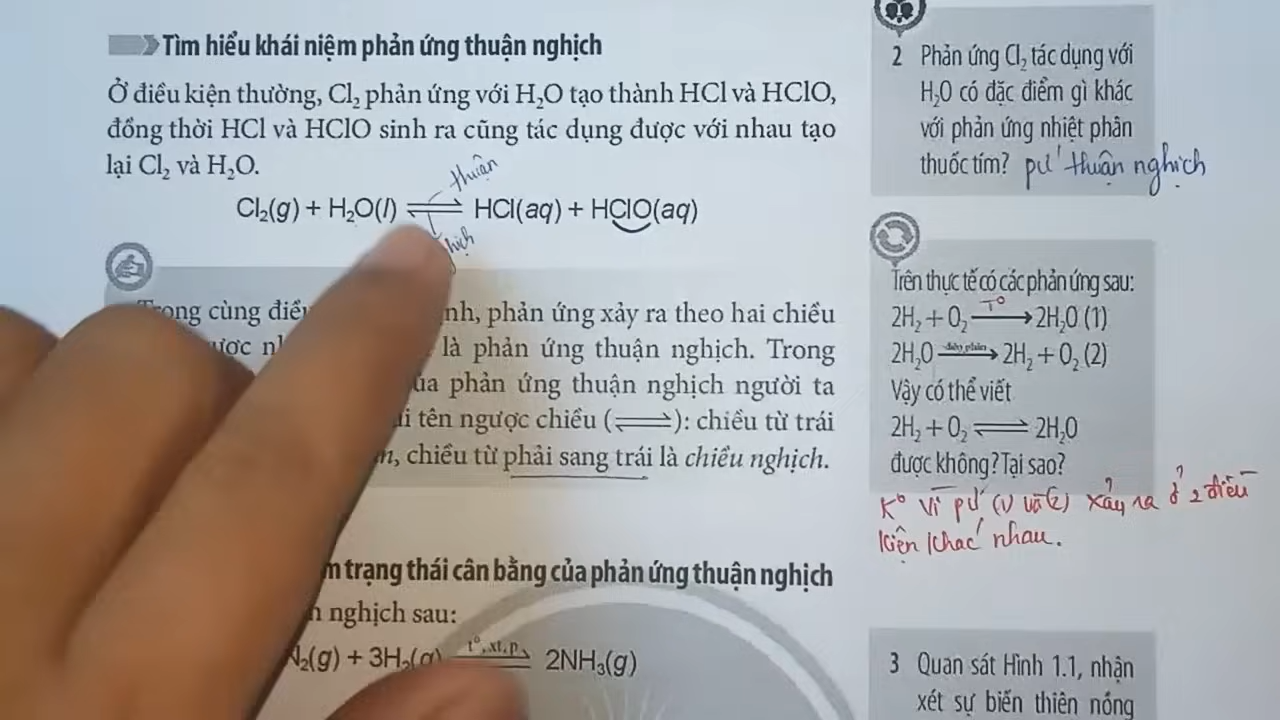 Tìm hiểu khái niệm phản ứng thuận nghịch
Ở điều kiện thường, Cl₂ phản ứng với H₂O tạo thành HCl và HClO,
đồng thời HCl và HClO sinh ra cũng tác dụng được với nhau tạo
lại Cl₂ và H₂O.
thuận
Cl₂(g) + H₂O(l) ⇌ HCl(aq) + HClO(aq)
Trong cùng nh, phản ứng xảy ra theo hai chiều
là phản ứng thuận nghịch. Trong
phản ứng thuận nghịch người ta
tên ngược chiều (⇌): chiều từ trái
chiều từ phải sang trái là chiều nghịch.
trạng thái cân bằng của phản ứng thuận nghịch
nghịch sau:
N₂(g) + 3H₂(g) t°, xt, p 2NH₃(g)
2 Phản ứng Cl₂ tác dụng với
H₂O có đặc điểm gì khác
với phản ứng nhiệt phân
thuốc tím? pư thuận nghịch
Trên thực tế có các phản ứng sau:
T°
2H₂ + O₂ ⟶ 2H₂O (1)
2H₂O điện phân ⟶ 2H₂ + O₂ (2)
Vậy có thể viết
2H₂ + O₂ ⇌ 2H₂O
được không? Tại sao?
K° vì pư (1) và (2) xảy ra ở 2 điều
kiện khác nhau.
3 Quan sát Hình 1.1, nhận
xét sự biến thiên nồng